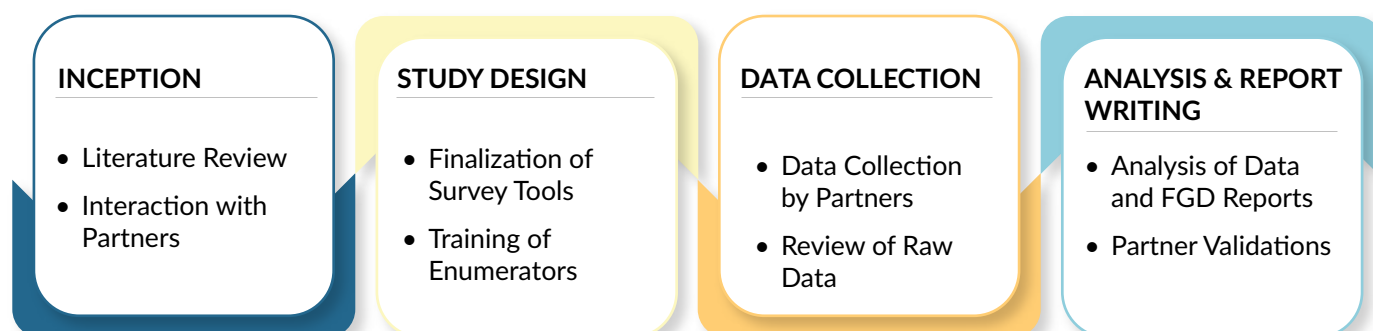 INCEPTION
• Literature Review
• Interaction with
Partners
STUDY DESIGN
• Finalization of
Survey Tools
• Training of
Enumerators
DATA COLLECTION
• Data Collection
by Partners
• Review of Raw
Data
ANALYSIS & REPORT
WRITING
• Analysis of Data
and FGD Reports
• Partner Validations